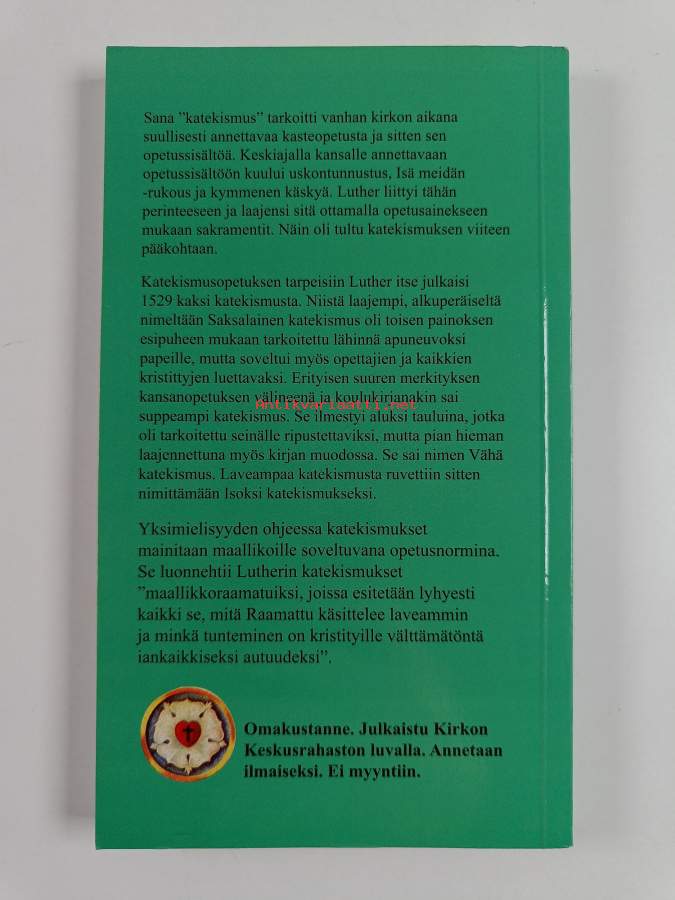 Sana ”katekismus” tarkoitti vanhan kirkon aikana
suullisesti annettavaa kasteopetusta ja sitten sen
opetussisältöä. Keskiajalla kansalle annettavaan
opetussisältöön kuului uskontunnustus, Isä meidän
-rukous ja kymmenen käskyä. Luther liittyi tähän
perinteeseen ja laajensi sitä ottamalla opetusainekseen
mukaan sakramentit. Näin oli tultu katekismuksen viiteen
pääkohtaan.
Katekismusopetuksen tarpeisiin Luther itse julkaisi
1529 kaksi katekismusta. Niistä laajempi, alkuperäiseltä
nimeltään Saksalainen katekismus oli toisen painoksen
esipuheen mukaan tarkoitettu lähinnä apuneuvoksi
papeille, mutta soveltui myös opettajien ja kaikkien
kristittyjen luettavaksi. Erityisen suuren merkityksen
kansanopetuksen välineenä ja koulukirjanakin sai
Antikvariaatti.net
suppeampi katekismus. Se ilmestyi aluksi tauluina, jotka
oli tarkoitettu seinälle ripustettaviksi, mutta pian hieman
laajennettuna myös kirjan muodossa. Se sai nimen Vähä
katekismus. Laveampaa katekismusta ruvettiin sitten
nimittämään Isoksi katekismukseksi.
Yksimielisyyden ohjeessa katekismukset
mainitaan maallikoille soveltuvana opetusnormina.
Se luonnehtii Lutherin katekismukset
”maallikkoraamatuiksi, joissa esitetään lyhyesti
kaikki se, mitä Raamattu käsittelee laveammin
ja minkä tunteminen on kristityille välttämätöntä
iankaikkiseksi autuudeksi”.
Omakustanne. Julkaistu Kirkon
Keskusrahaston luvalla. Annetaan
ilmaiseksi. Ei myyntiin.